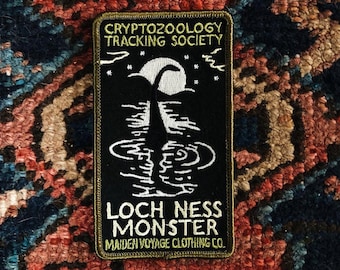 CRYPTOZOOLOGY
TRACKING SOCIETY
LOCH NESS
MONSTER
MAIDEN VOYAGE CLOTHING CO.